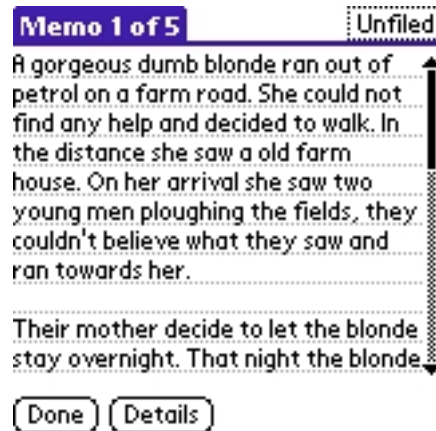 Memo 1 of 5
Unfiled
A gorgeous dumb blonde ran out of
petrol on a farm road. She could not
find any help and decided to walk. In
the distance she saw a old farm
house. On her arrival she saw two
young men ploughing the fields, they
couldn't believe what they saw and
ran towards her.
Their mother decide to let the blonde
stay overnight. That night the blonde
Done
Details